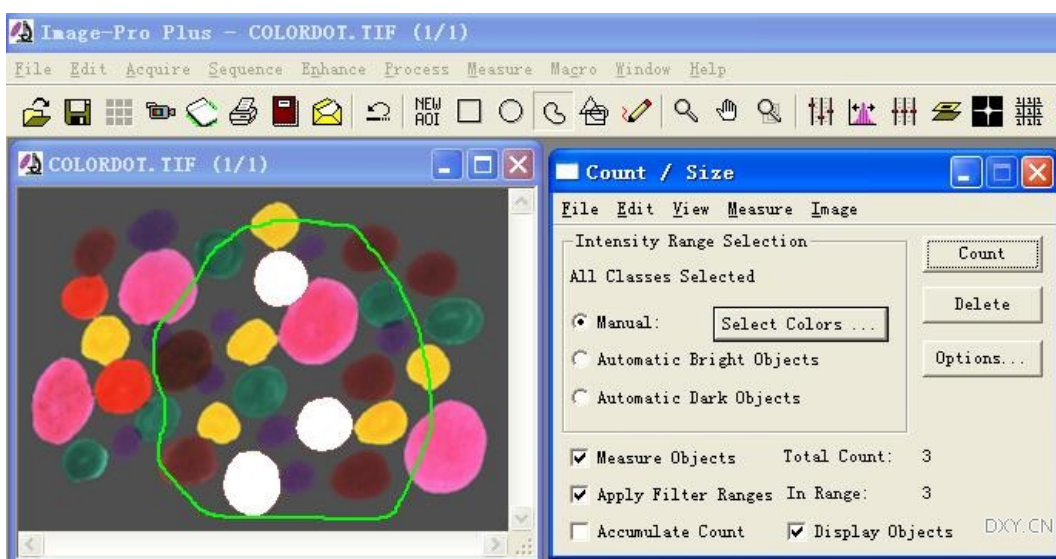 Image-Pro Plus - COLORDOT.TIF (1/1)
File Edit Acquire Sequence Enhance Process Measure Macro Window Help
NEW
AOI
COLORDOT.TIF (1/1)
Count / Size
File Edit View Measure Image
Intensity Range Selection
All Classes Selected
Manual: Select Colors ...
Automatic Bright Objects
Automatic Dark Objects
Count
Delete
Options...
Measure Objects Total Count: 3
Apply Filter Ranges In Range: 3
Accumulate Count Display Objects
DXY.CN